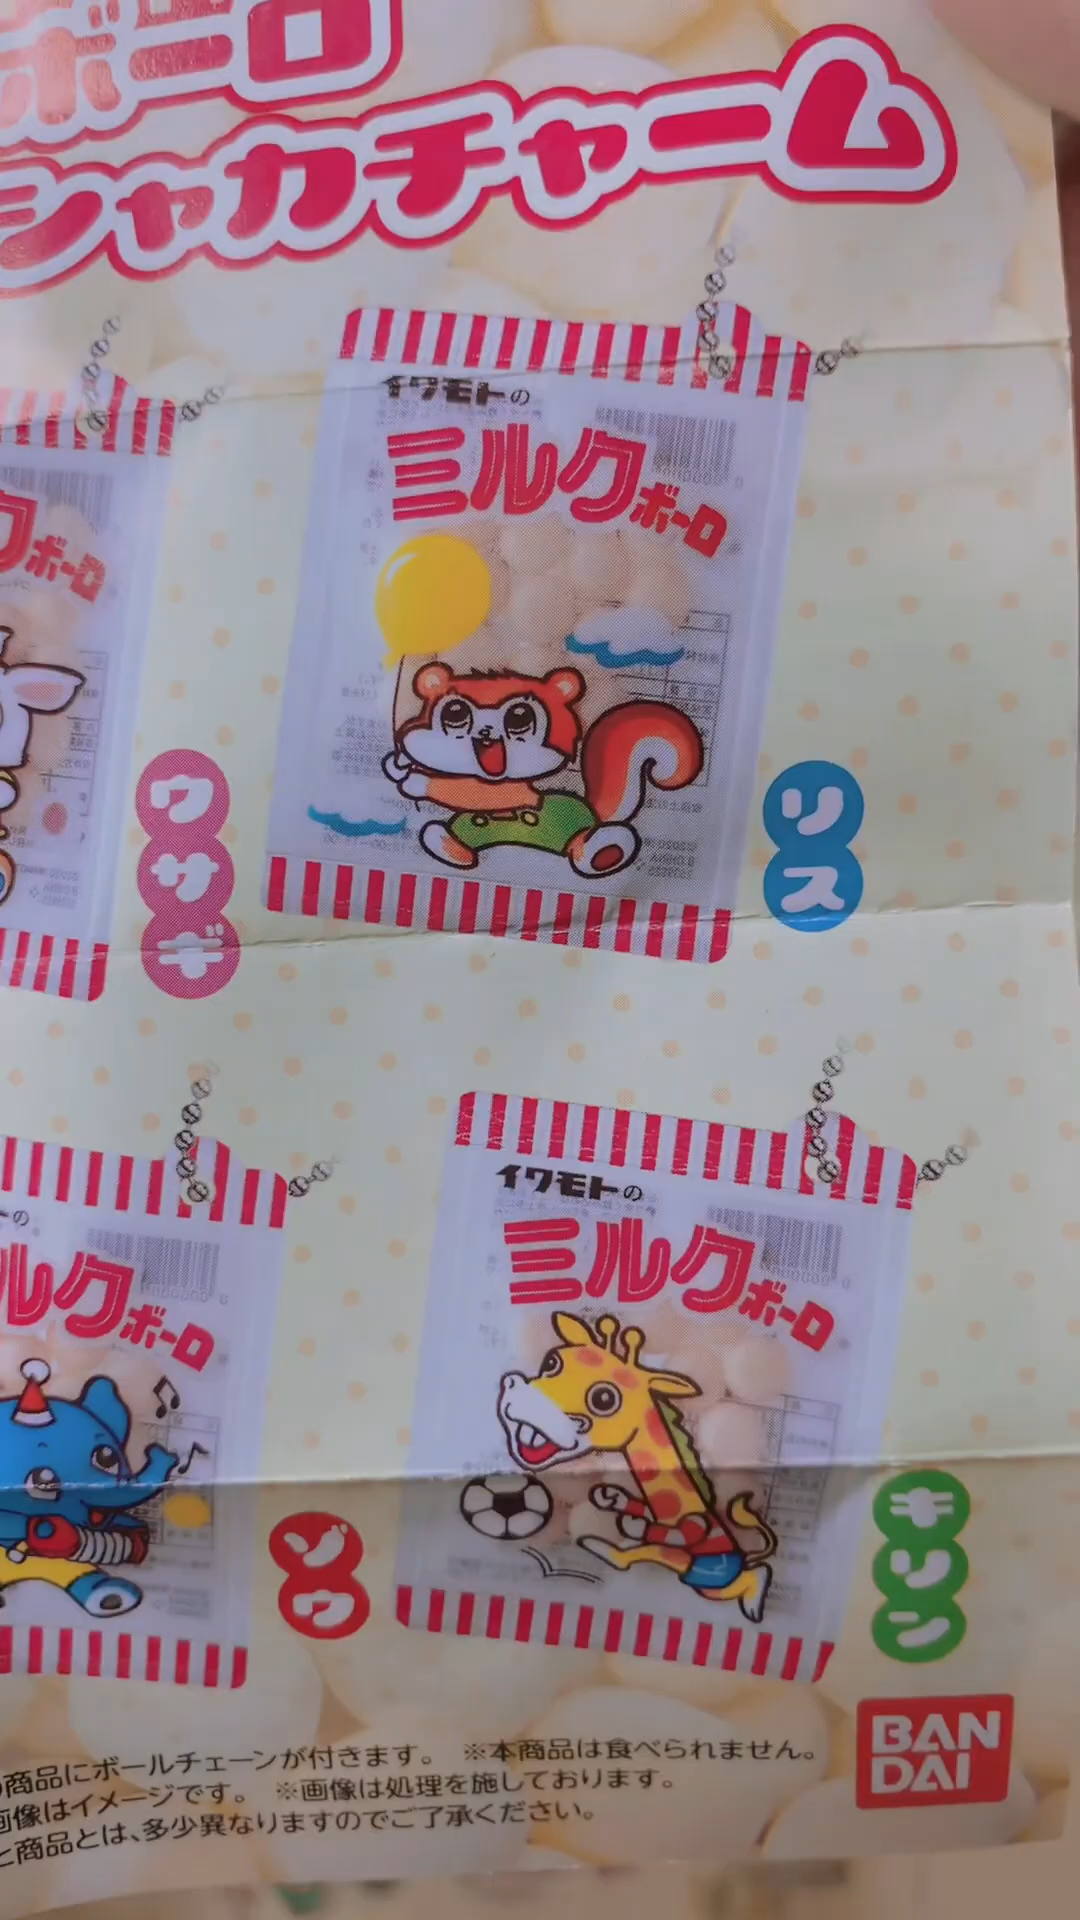 ボーロ
シャカチャーム
イワモトの
ミルクボーロ
クボーロ
ウサギ
リス
イワモトの
ミルクボーロ
の
ルクボーロ
ゾウ
キリン
BAN
DAI
商品にボールチェーンが付きます。 ※本商品は食べられません。
画像はイメージです。 ※画像は処理を施しております。
と商品とは、多少異なりますのでご了承ください。